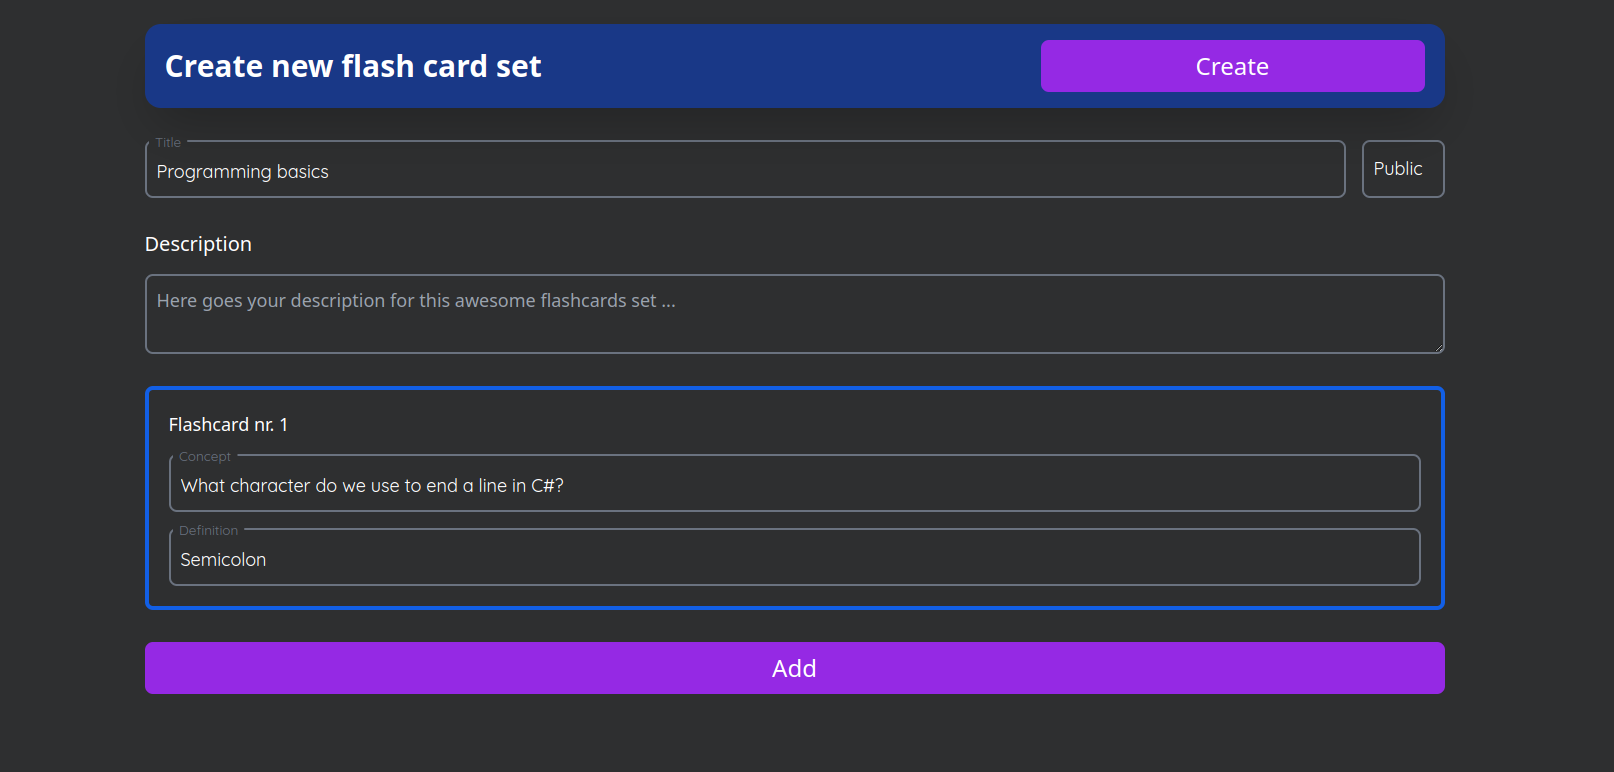 Create new flash card set
Create
Title
Programming basics
Public
Description
Here goes your description for this awesome flashcards set ...
Flashcard nr. 1
Concept
What character do we use to end a line in C#?
Definition
Semicolon
Add